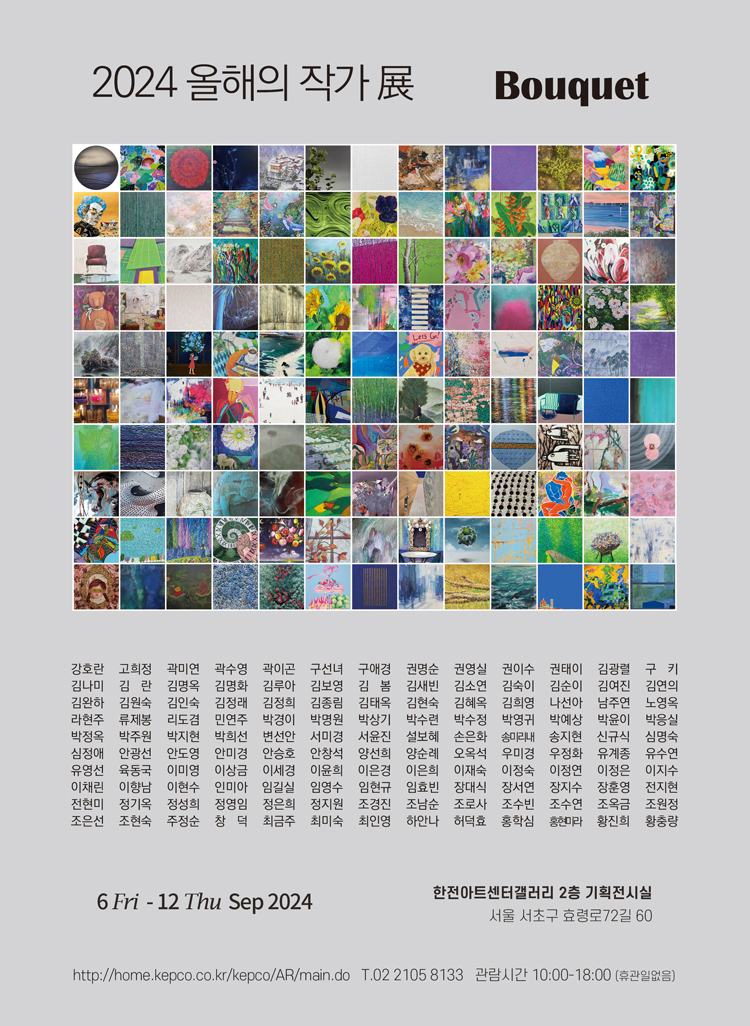 2024 올해의 작가 展 Bouquet
Let's Go!
강호란 고희정 곽미연 곽수영 곽이곤 구선녀 구애경 권명순 권영실 권이수 권태이 김광렬 구 키
김나미 김 란 김명옥 김명화 김루아 김보영 김 봄 김새빈 김소연 김숙이 김순이 김여진 김연의
김완하 김원숙 김인숙 김정래 김정희 김종림 김태옥 김현숙 김혜옥 김희영 나선아 남주연 노영옥
라현주 류제봉 리도겸 민연주 박경이 박명원 박상기 박수련 박수정 박영귀 박예상 박윤이 박응실
박정옥 박주원 박지현 박희선 변선안 서미경 서윤진 설보혜 손은화 송미리내 송지현 신규식 심명숙
심정애 안광선 안도영 안미경 안승호 안창석 양선희 양순례 오옥석 우미경 우정화 유계종 유수연
유영선 육동국 이미영 이상금 이세경 이윤희 이은경 이은희 이재숙 이정숙 이정연 이정은 이지수
이채린 이향남 이현수 인미아 임길실 임영수 임현규 임효빈 장대식 장서연 장지수 장훈영 전지현
전현미 정기옥 정성희 정영임 정은희 정지원 조경진 조남순 조로사 조수빈 조수연 조옥금 조원정
조은선 조현숙 주정순 창 덕 최금주 최미숙 최인영 하안나 허덕효 홍학심 홍현미라 황진희 황충량
6 Fri - 12 Thu Sep 2024
한전아트센터갤러리 2층 기획전시실
서울 서초구 효령로72길 60
http://home.kepco.co.kr/kepco/AR/main.do T.02 2105 8133 관람시간 10:00-18:00 (휴관일없음)